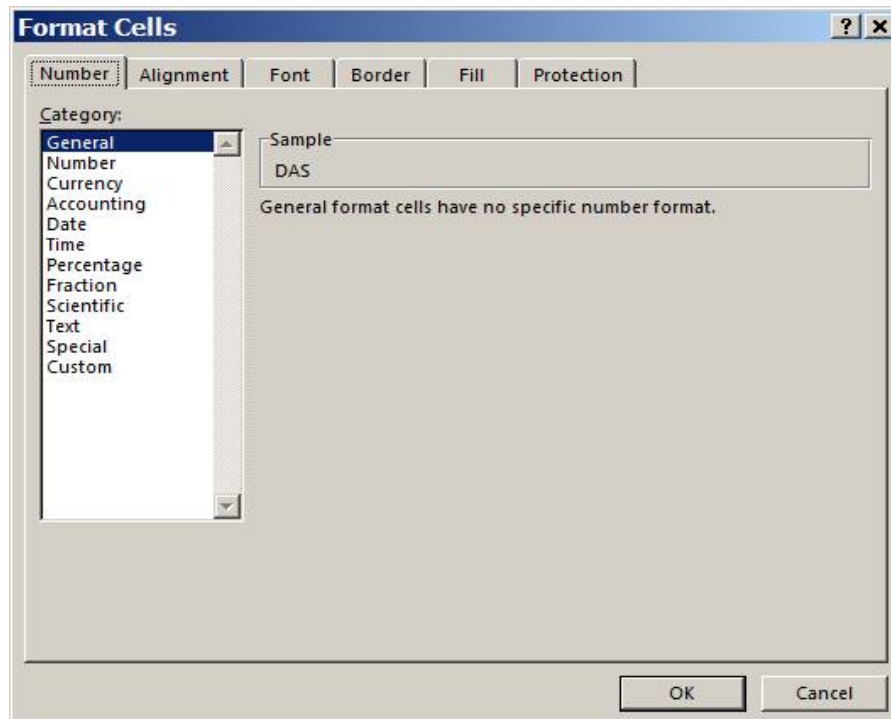 Format Cells
Number Alignment Font Border Fill Protection
Category:
General
Number
Currency
Accounting
Date
Time
Percentage
Fraction
Scientific
Text
Special
Custom
Sample
DAS
General format cells have no specific number format.
OK Cancel